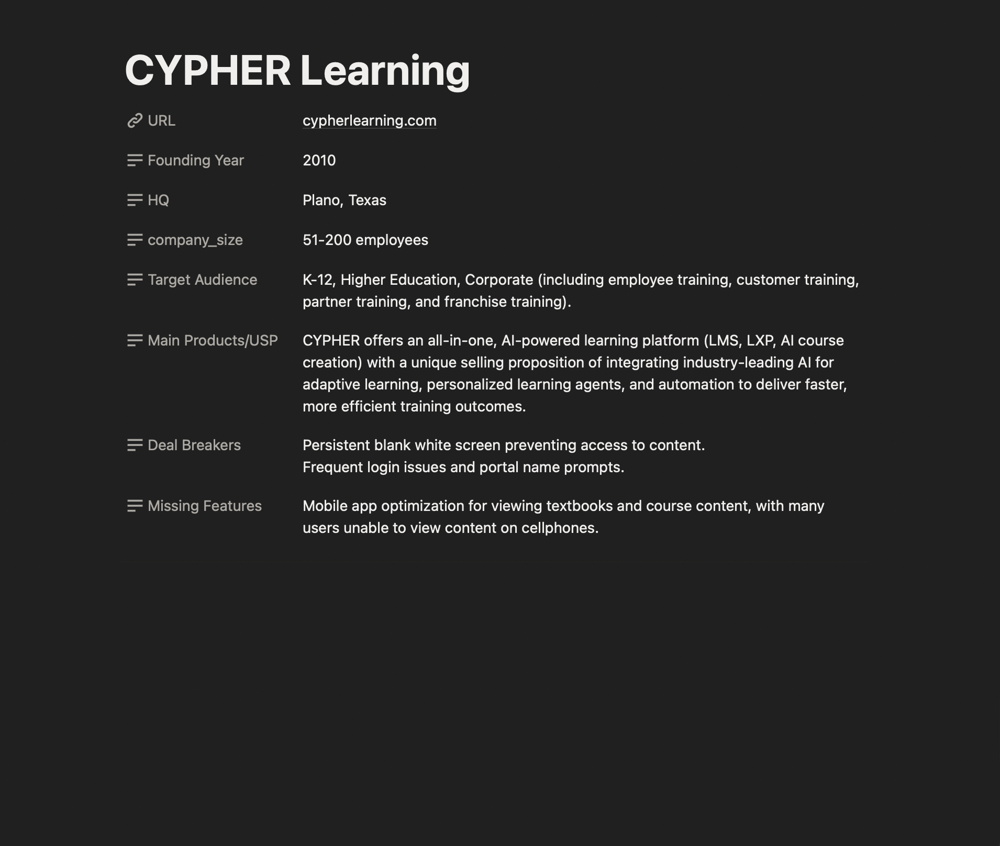 CYPHER Learning
URL cypherlearning.com
Founding Year 2010
HQ Plano, Texas
company_size 51-200 employees
Target Audience K-12, Higher Education, Corporate (including employee training, customer training,
partner training, and franchise training).
Main Products/USP CYPHER offers an all-in-one, AI-powered learning platform (LMS, LXP, AI course
creation) with a unique selling proposition of integrating industry-leading AI for
adaptive learning, personalized learning agents, and automation to deliver faster,
more efficient training outcomes.
Deal Breakers Persistent blank white screen preventing access to content.
Frequent login issues and portal name prompts.
Missing Features Mobile app optimization for viewing textbooks and course content, with many
users unable to view content on cellphones.